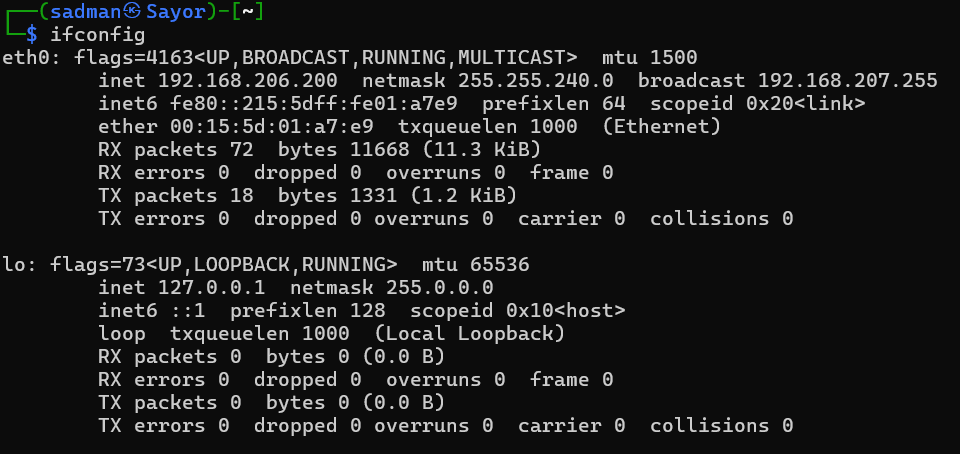 ┌──(sadman㉿Sayor)-[~]
└─$ ifconfig
eth0: flags=4163<UP,BROADCAST,RUNNING,MULTICAST>  mtu 1500
        inet 192.168.206.200  netmask 255.255.240.0  broadcast 192.168.207.255
        inet6 fe80::215:5dff:fe01:a7e9  prefixlen 64  scopeid 0x20<link>
        ether 00:15:5d:01:a7:e9  txqueuelen 1000  (Ethernet)
        RX packets 72  bytes 11668 (11.3 KiB)
        RX errors 0  dropped 0  overruns 0  frame 0
        TX packets 18  bytes 1331 (1.2 KiB)
        TX errors 0  dropped 0 overruns 0  carrier 0  collisions 0

lo: flags=73<UP,LOOPBACK,RUNNING>  mtu 65536
        inet 127.0.0.1  netmask 255.0.0.0
        inet6 ::1  prefixlen 128  scopeid 0x10<host>
        loop  txqueuelen 1000  (Local Loopback)
        RX packets 0  bytes 0 (0.0 B)
        RX errors 0  dropped 0  overruns 0  frame 0
        TX packets 0  bytes 0 (0.0 B)
        TX errors 0  dropped 0 overruns 0  carrier 0  collisions 0